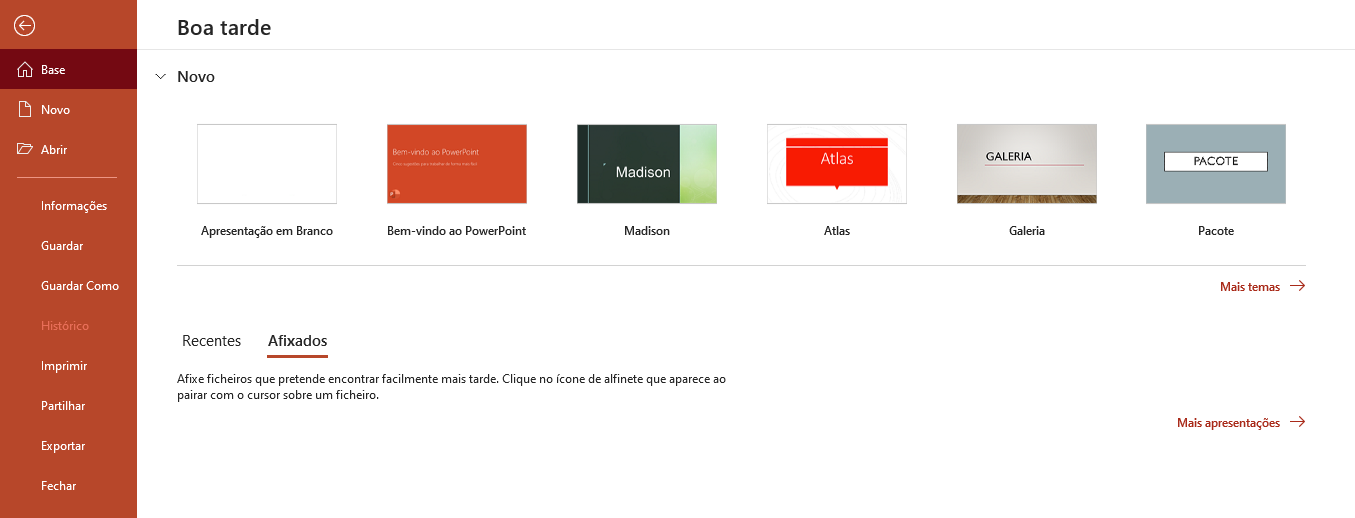 Boa tarde
Base
Novo
Abrir
Informações
Guardar
Guardar Como
Histórico
Imprimir
Partilhar
Exportar
Fechar
Novo
Bem-vindo ao PowerPoint
Madison
Atlas
GALERIA
PACOTE
Apresentação em Branco
Bem-vindo ao PowerPoint
Madison
Atlas
Galeria
Pacote
Mais temas
Recentes
Afixados
Afixe ficheiros que pretende encontrar facilmente mais tarde. Clique no ícone de alfinete que aparece ao
pairar com o cursor sobre um ficheiro.
Mais apresentações